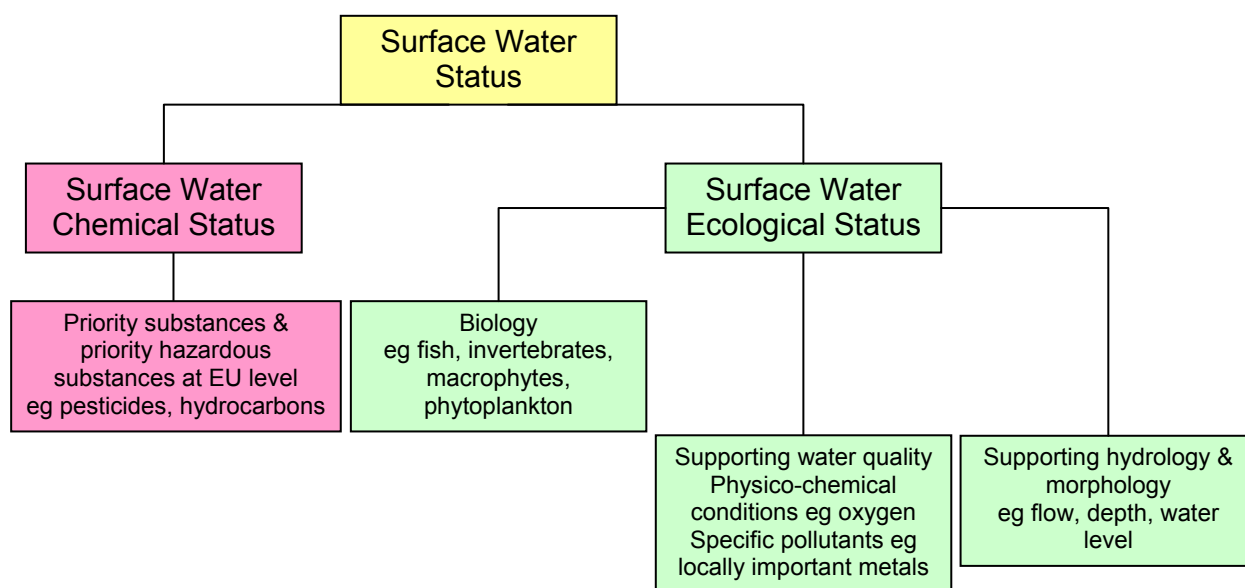 Surface Water
Status
Surface Water
Chemical Status
Surface Water
Ecological Status
Priority substances &
priority hazardous
substances at EU level
eg pesticides, hydrocarbons
Biology
eg fish, invertebrates,
macrophytes,
phytoplankton
Supporting water quality
Physico-chemical
conditions eg oxygen
Specific pollutants eg
locally important metals
Supporting hydrology &
morphology
eg flow, depth, water
level